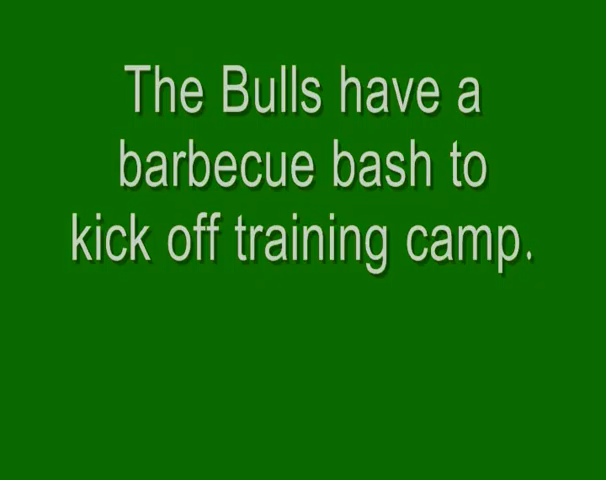 The Bulls have a
barbecue bash to
kick off training camp.